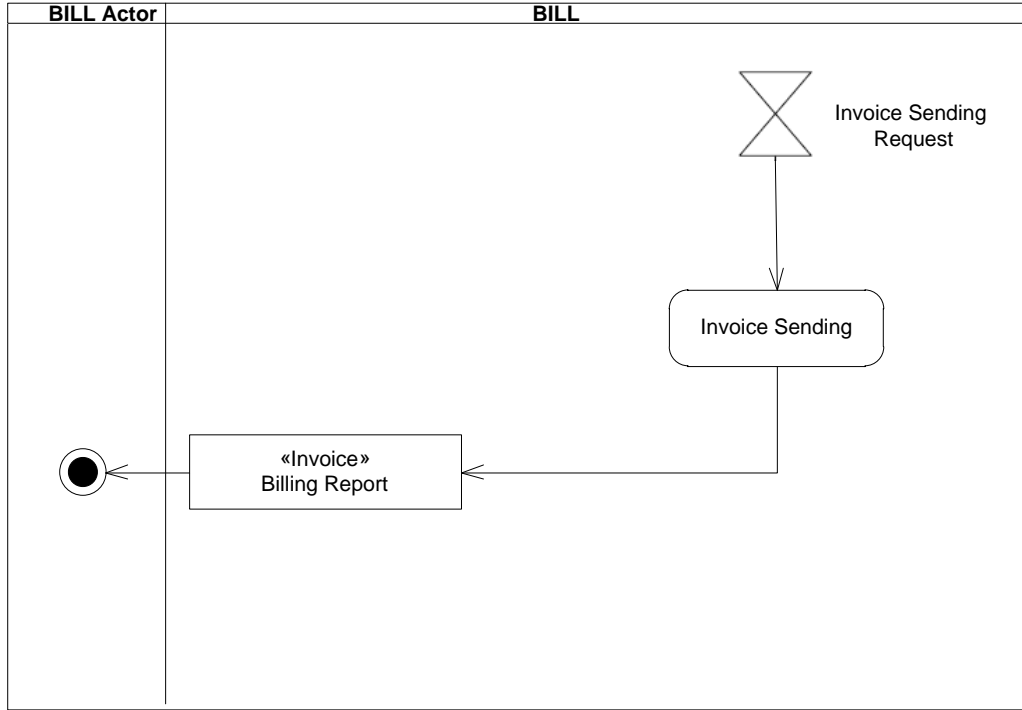 BILL Actor
BILL
Invoice Sending
Request
Invoice Sending
«Invoice»
Billing Report